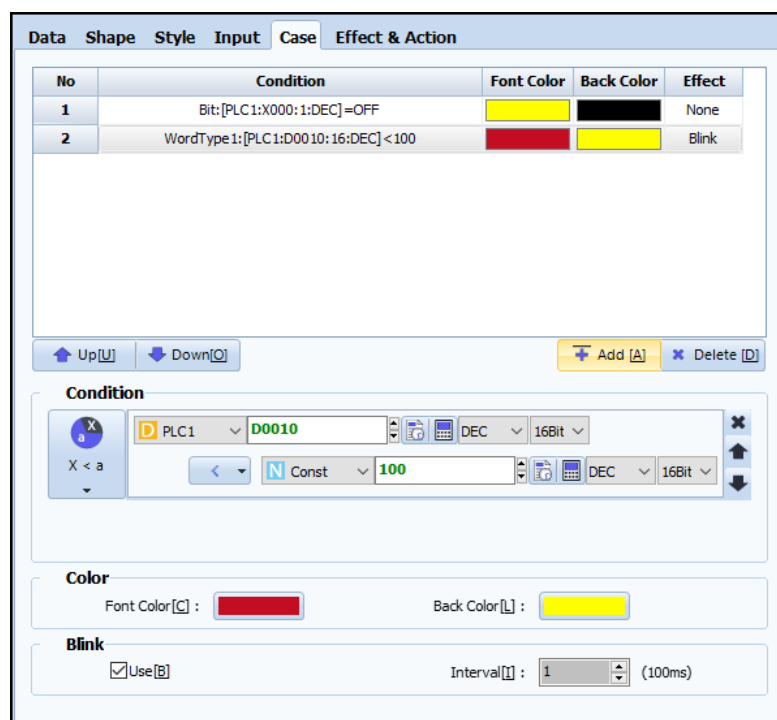 Data Shape Style Input Case Effect & Action
No Condition Font Color Back Color Effect
1 Bit:[PLC1:X000:1:DEC]=OFF None
2 WordType1:[PLC1:D0010:16:DEC]<100 Blink
Up[U] Down[O] Add [A] Delete [D]
Condition
a X D PLC1 D0010 DEC 16Bit
X < a
< N Const 100 DEC 16Bit
Color
Font Color[C] : Back Color[L] :
Blink
Use[B] Interval[I] : 1 (100ms)